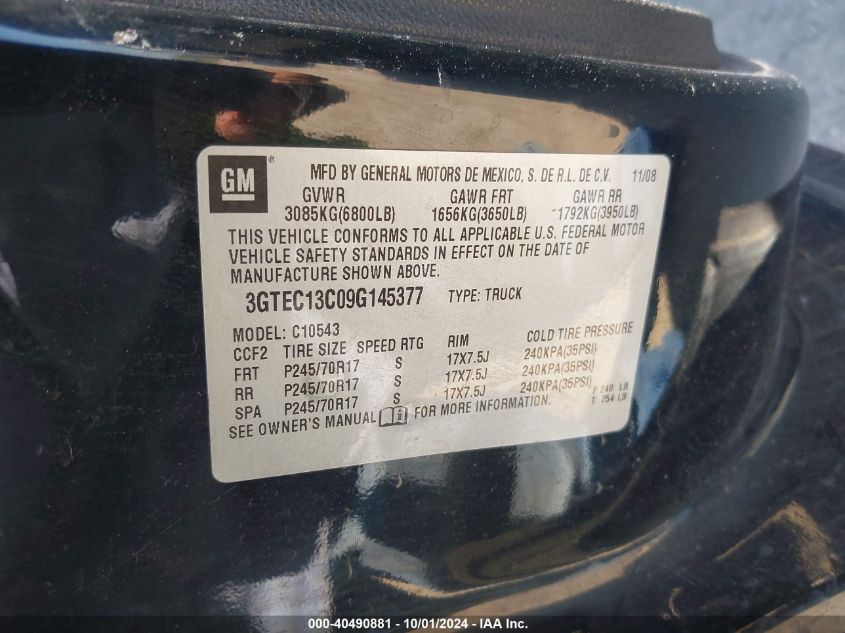 GM ®
MFD BY GENERAL MOTORS DE MEXICO, S. DE R.L. DE C.V. 11/08
GVWR GAWR FRT GAWR RR
3085KG(6800LB) 1656KG(3650LB) 1792KG(3950LB)
THIS VEHICLE CONFORMS TO ALL APPLICABLE U.S. FEDERAL MOTOR
VEHICLE SAFETY STANDARDS IN EFFECT ON THE DATE OF
MANUFACTURE SHOWN ABOVE.
3GTEC13C09G145377 TYPE: TRUCK
MODEL: C10543
CCF2 TIRE SIZE SPEED RTG RIM COLD TIRE PRESSURE
FRT P245/70R17 S 17X7.5J 240KPA(35PSI)
RR P245/70R17 S 17X7.5J 240KPA(35PSI)
SPA P245/70R17 S 17X7.5J 240KPA(35PSI)
F 240 LB
T 754 LB
SEE OWNER'S MANUAL i FOR MORE INFORMATION.
000-40490881 - 10/01/2024 - IAA Inc.